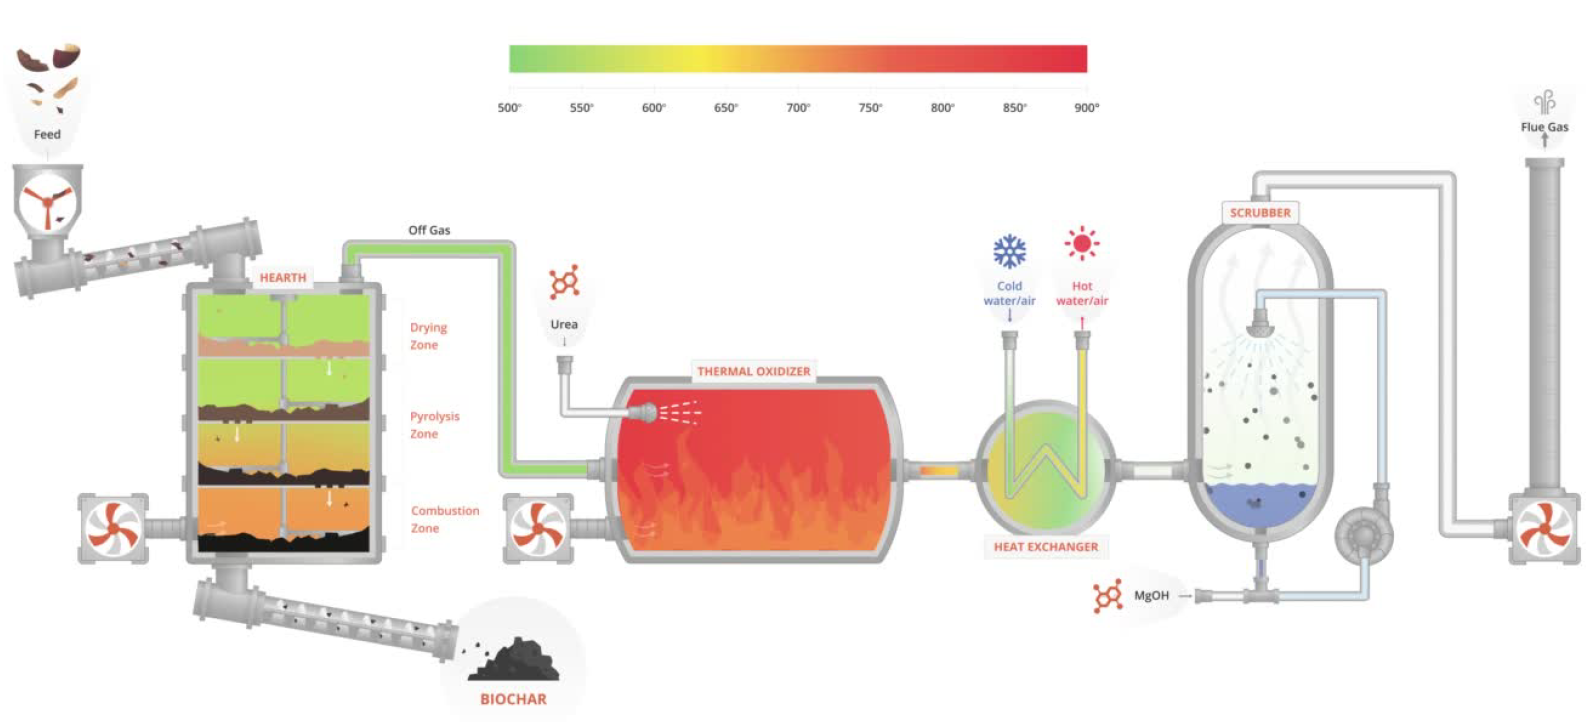 500° 550° 600° 650° 700° 750° 800° 850° 900°
Feed
Flue Gas
SCRUBBER
Off Gas
HEARTH
Cold
water/air
Hot
water/air
Urea
Drying
Zone
THERMAL OXIDIZER
Pyrolysis
Zone
Combustion
Zone
HEAT EXCHANGER
MgOH
BIOCHAR